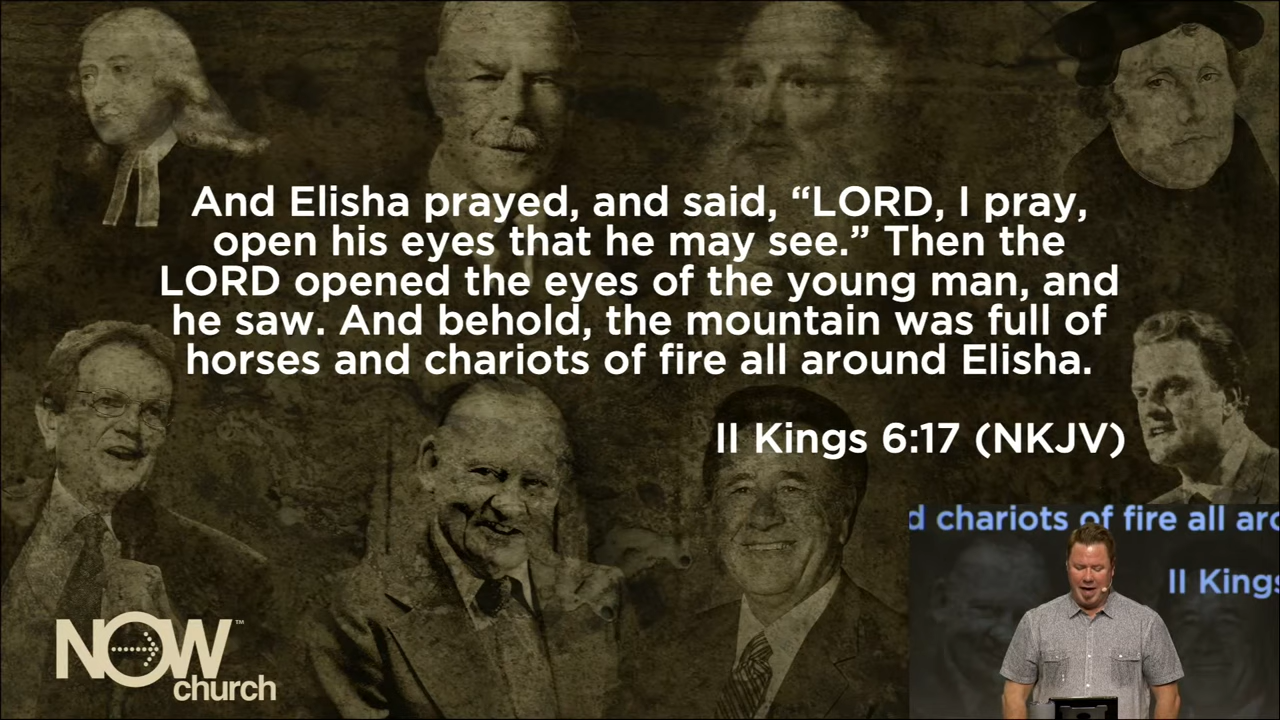 And Elisha prayed, and said, “LORD, I pray,
open his eyes that he may see.” Then the
LORD opened the eyes of the young man, and
he saw. And behold, the mountain was full of
horses and chariots of fire all around Elisha.
II Kings 6:17 (NKJV)
d chariots of fire all aro
II Kings
NOW™
church